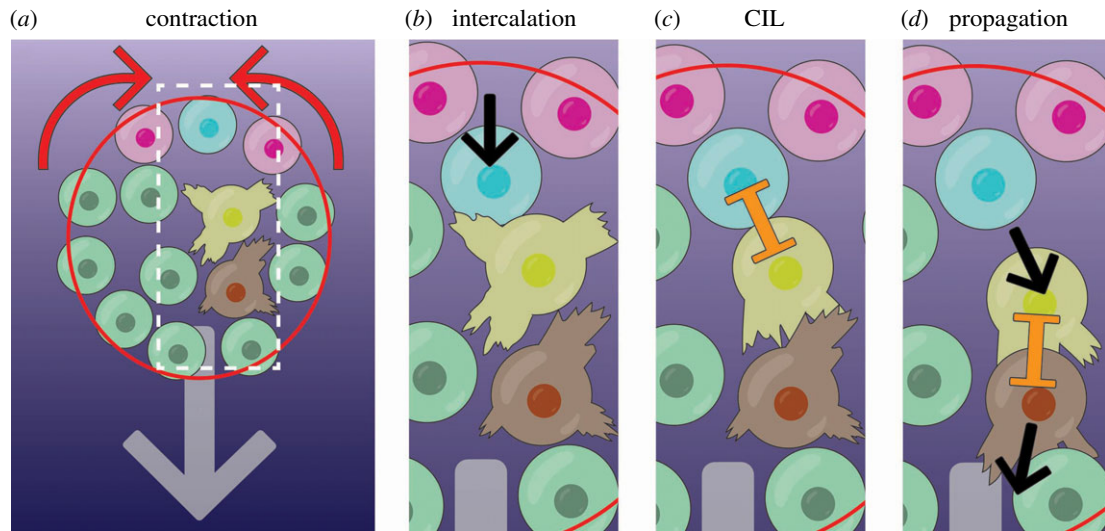 (a) contraction
(b) intercalation
(c) CIL
(d) propagation